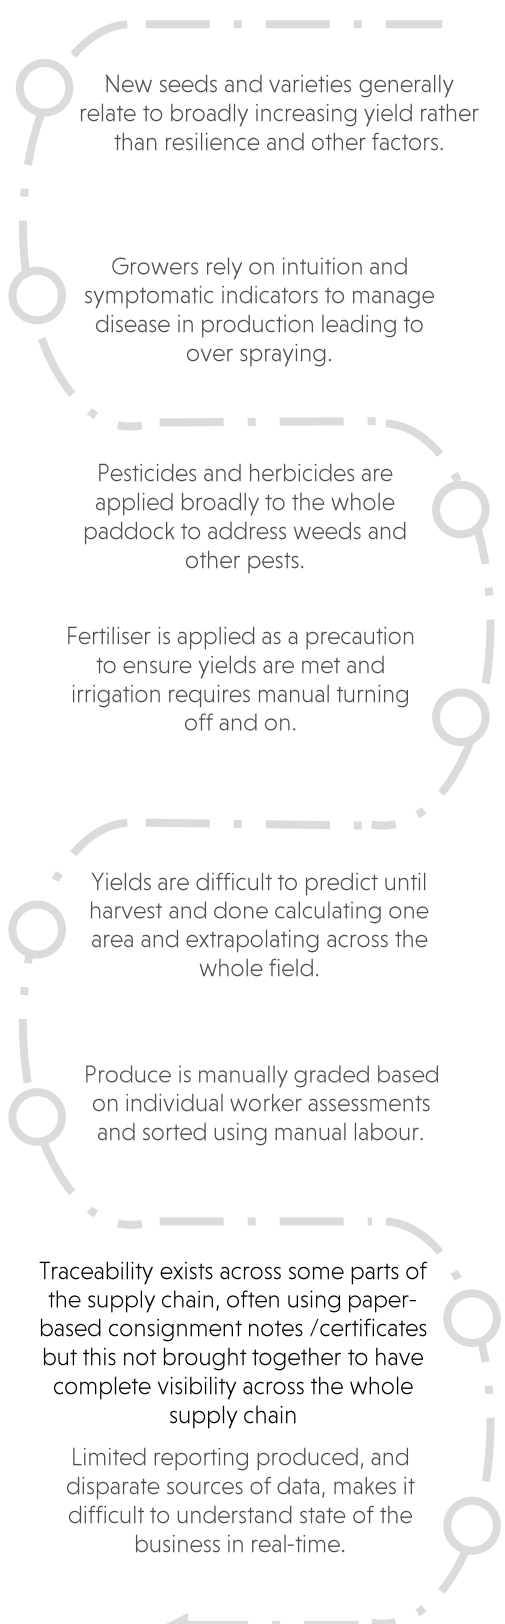 New seeds and varieties generally
relate to broadly increasing yield rather
than resilience and other factors.
Growers rely on intuition and
symptomatic indicators to manage
disease in production leading to
over spraying.
Pesticides and herbicides are
applied broadly to the whole
paddock to address weeds and
other pests.
Fertiliser is applied as a precaution
to ensure yields are met and
irrigation requires manual turning
off and on.
Yields are difficult to predict until
harvest and done calculating one
area and extrapolating across the
whole field.
Produce is manually graded based
on individual worker assessments
and sorted using manual labour.
Traceability exists across some parts of
the supply chain, often using paper-
based consignment notes /certificates
but this not brought together to have
complete visibility across the whole
supply chain
Limited reporting produced, and
disparate sources of data, makes it
difficult to understand state of the
business in real-time.